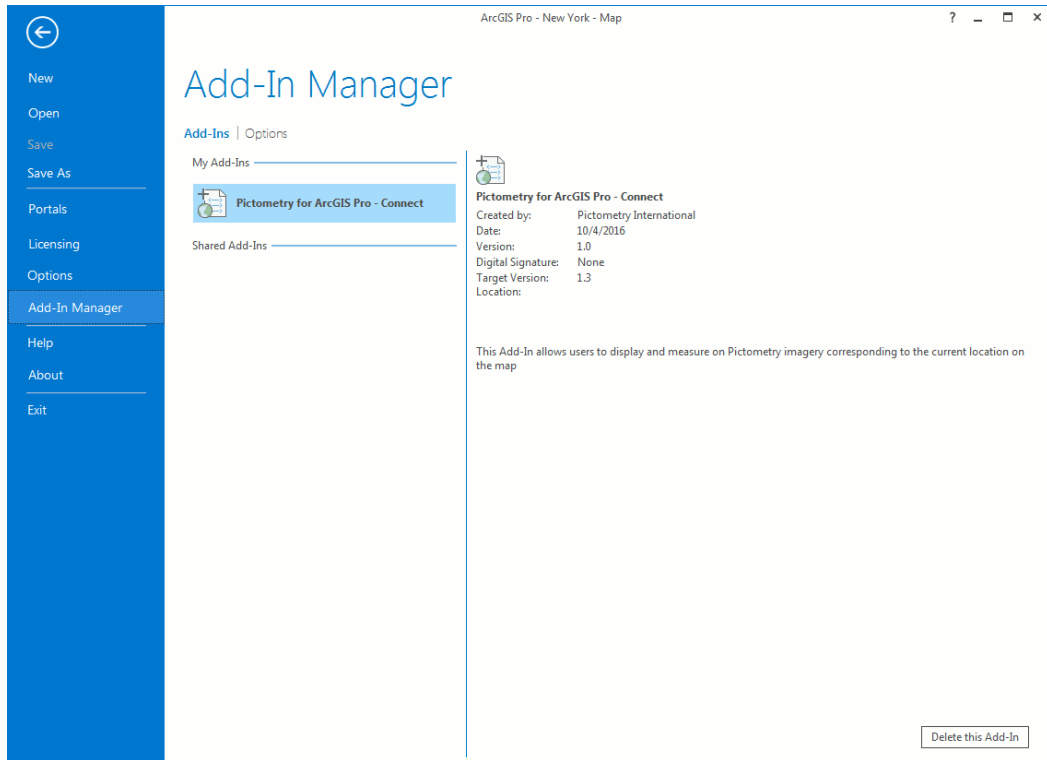 ArcGIS Pro - New York - Map
?
New
Open
Save
Save As
Portals
Licensing
Options
Add-In Manager
Help
About
Exit
Add-In Manager
Add-Ins | Options
My Add-Ins
Pictometry for ArcGIS Pro - Connect
Shared Add-Ins
Pictometry for ArcGIS Pro - Connect
Created by: Pictometry International
Date: 10/4/2016
Version: 1.0
Digital Signature: None
Target Version: 1.3
Location:
This Add-In allows users to display and measure on Pictometry imagery corresponding to the current location on
the map
Delete this Add-In